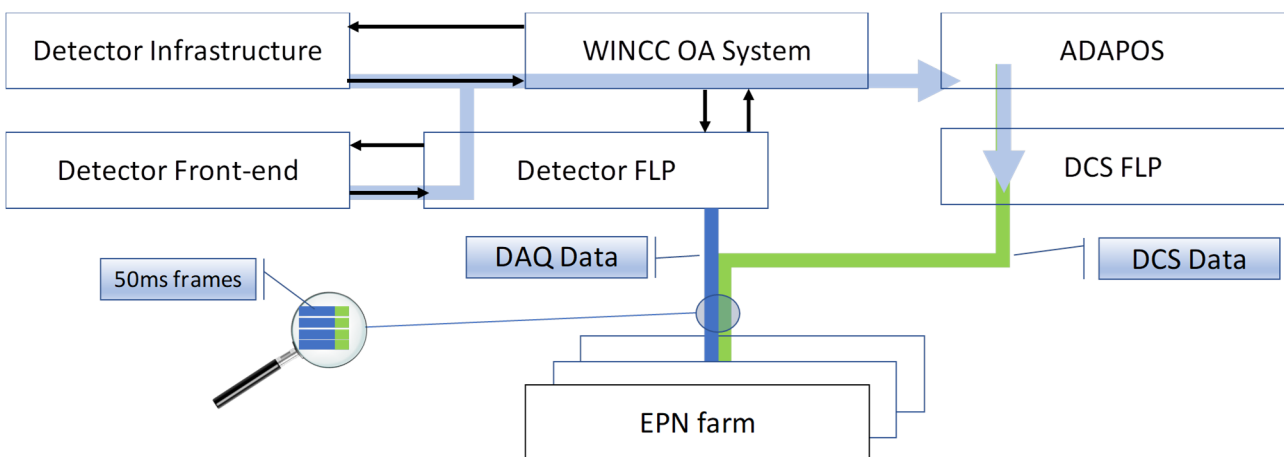 Detector Infrastructure
WINCC OA System
ADAPOS
Detector Front-end
Detector FLP
DCS FLP
DAQ Data
DCS Data
50ms frames
EPN farm